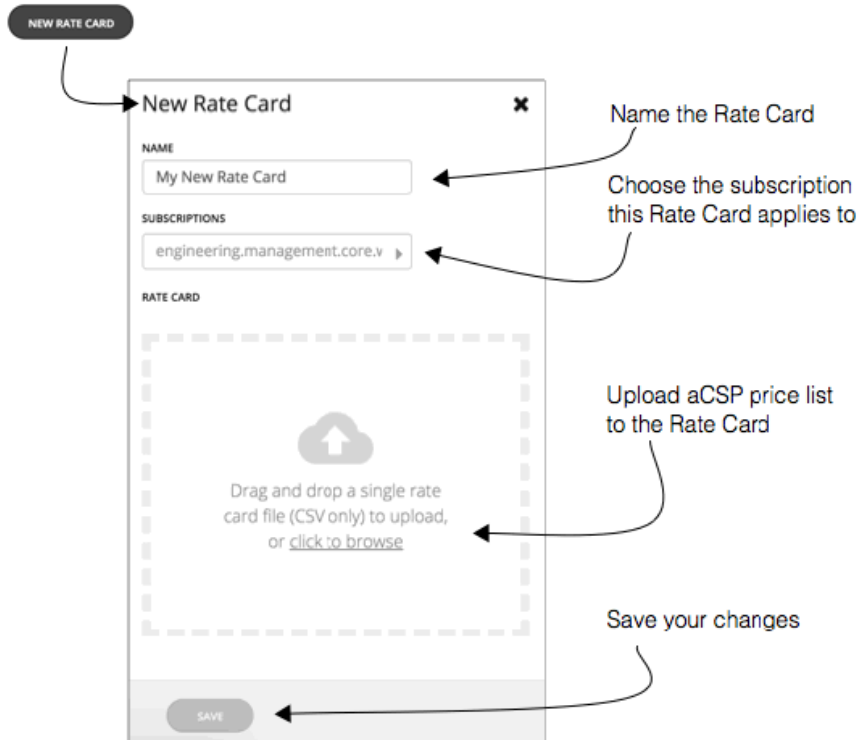 NEW RATE CARD
New Rate Card
Name the Rate Card
NAME
My New Rate Card
Choose the subscription
this Rate Card applies to
SUBSCRIPTIONS
engineering.management.core.v
RATE CARD
Upload aCSP price list
to the Rate Card
Drag and drop a single rate
card file (CSV only) to upload,
or click to browse
Save your changes
SAVE